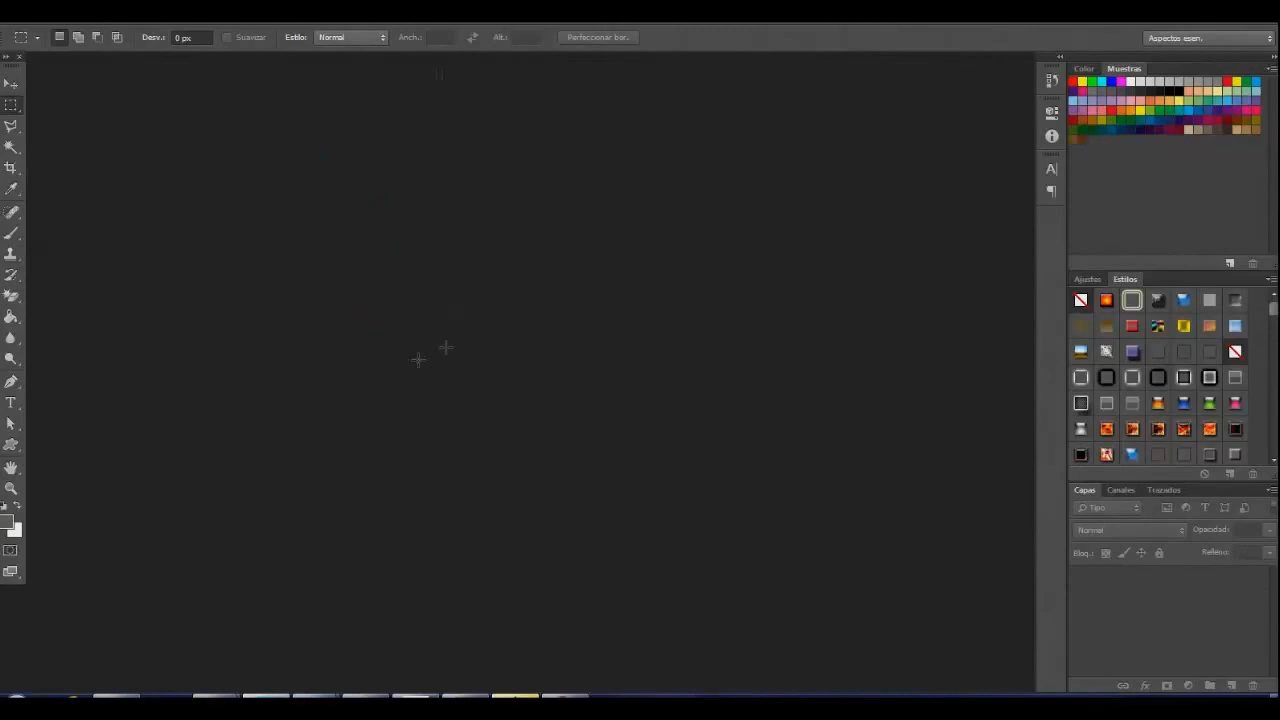 Desv.: 0 px Suavizar Estilo: Normal Anch.: Alt.: Perfeccionar bor... Aspectos esen.
Color Muestras
Ajustes Estilos
Capas Canales Trazados
Tipo
Normal Opacidad:
Bloq.: Relleno: